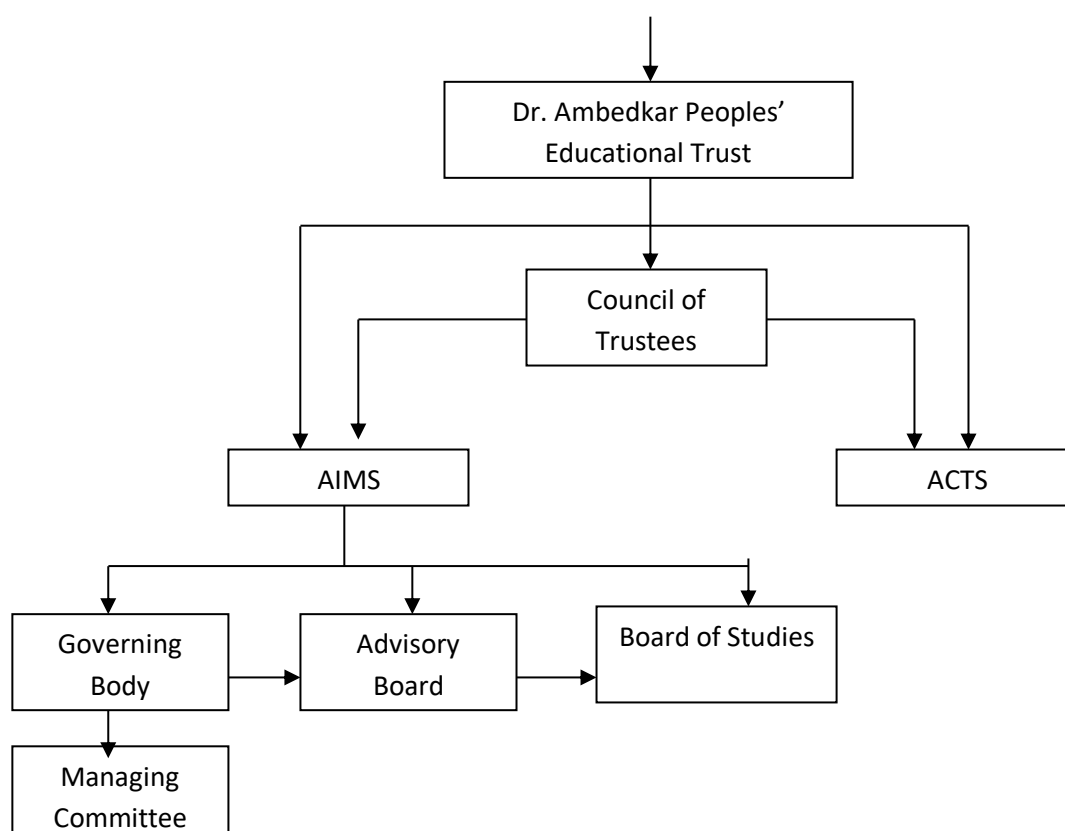 Dr. Ambedkar Peoples’
Educational Trust
Council of
Trustees
AIMS
ACTS
Governing
Body
Advisory
Board
Board of Studies
Managing
Committee